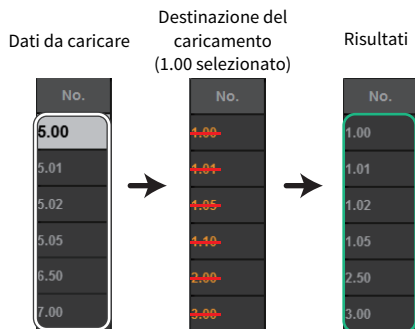 Dati da caricare
Destinazione del
caricamento
(1.00 selezionato)
Risultati
No.
5.00
5.01
5.02
5.05
6.50
7.00
No.
1.00
1.01
1.05
1.10
2.00
3.00
No.
1.00
1.01
1.02
1.05
2.50
3.00